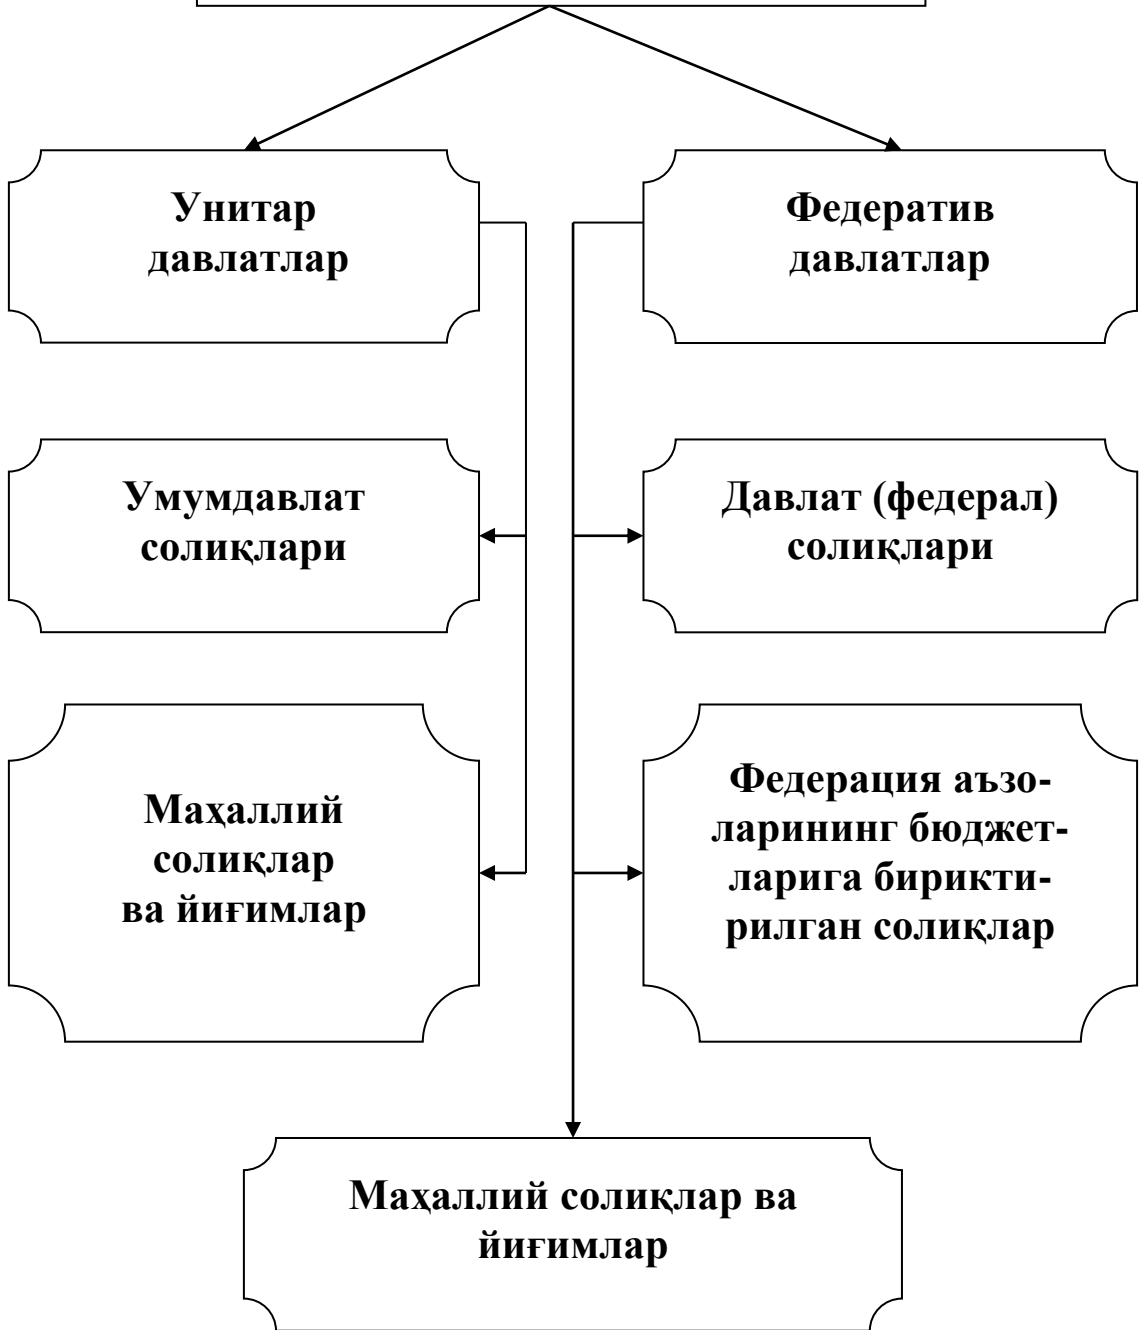 Унитар
давлатлар
Федератив
давлатлар
Умумдавлат
солиқлари
Давлат (федерал)
солиқлари
Маҳаллий
солиқлар
ва йиғимлар
Федерация аъзо-
ларининг бюджет-
ларига бирикти-
рилган солиқлар
Маҳаллий солиқлар ва
йиғимлар